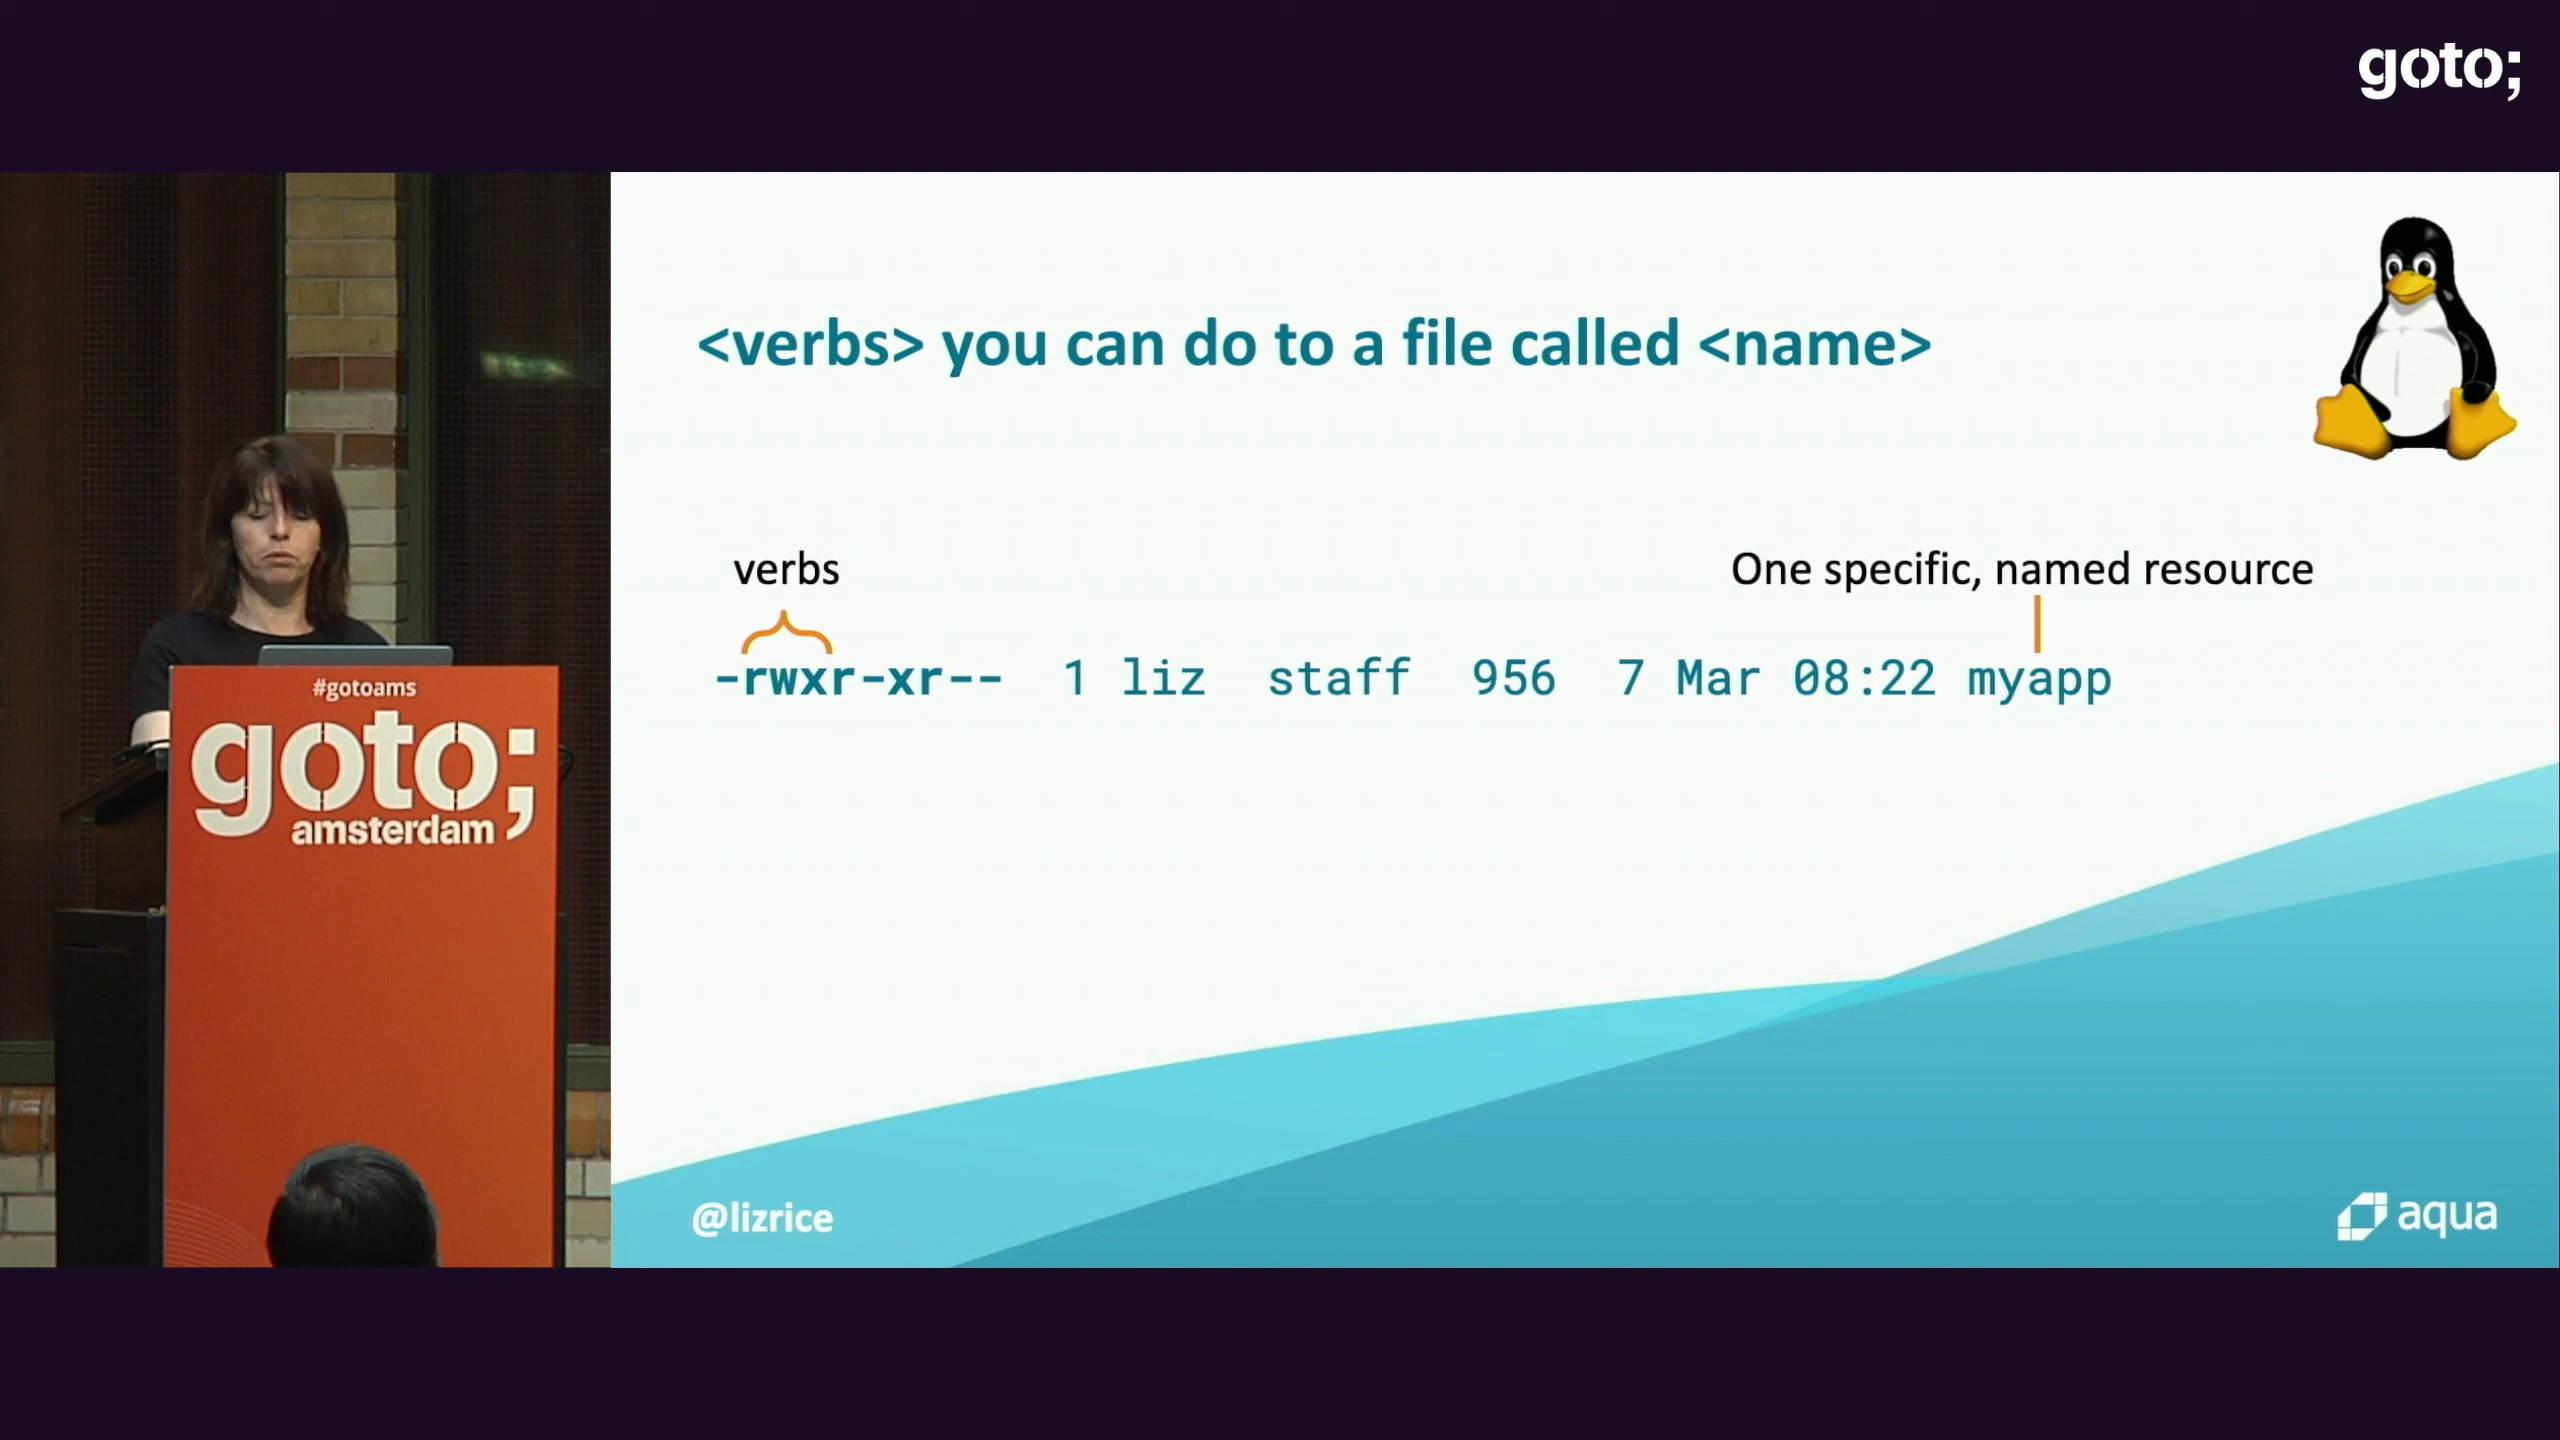 goto;
<verbs> you can do to a file called <name>
verbs
One specific, named resource
-rwxr-xr-- 1 liz staff 956 7 Mar 08:22 myapp
#gotoams
goto;
amsterdam
@lizrice
aqua